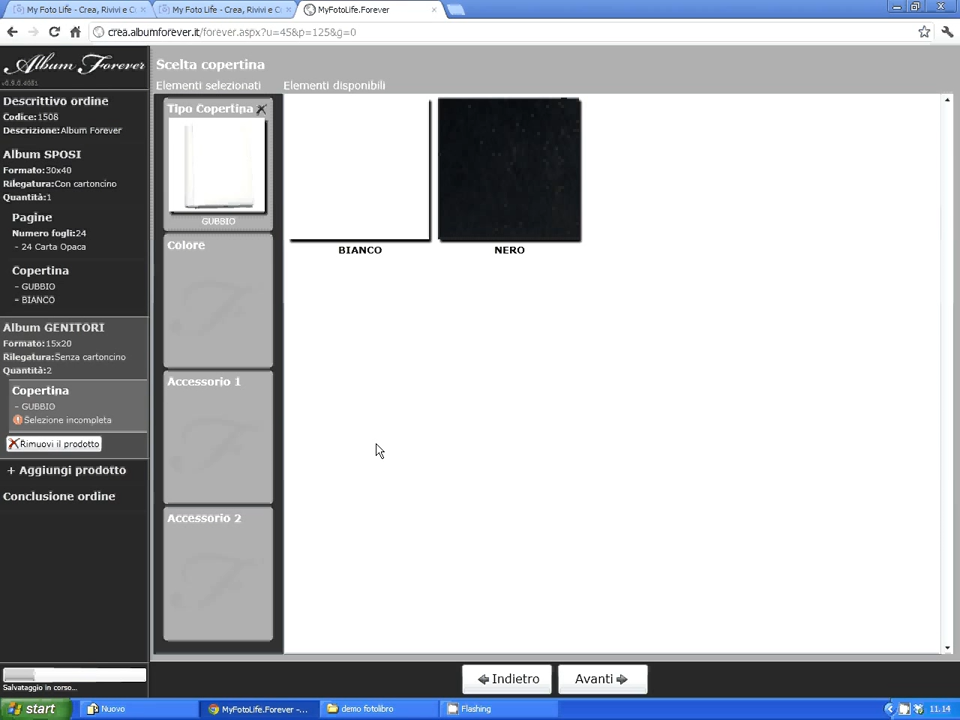 My Foto Life - Crea, Rivivi e C
My Foto Life - Crea, Rivivi e C
MyFotoLife.Forever
crea.albumforever.it/forever.aspx?u=45&p=125&g=0
Album Forever
Descrittivo ordine
Codice:1508
Descrizione:Album Forever
Album SPOSI
Formato:30x40
Rilegatura:Con cartoncino
Quantità:1
Pagine
Numero fogli:24
- 24 Carta Opaca
Copertina
- GUBBIO
- BIANCO
Album GENITORI
Formato:15x20
Rilegatura:Senza cartoncino
Quantità:2
Copertina
- GUBBIO
Selezione incompleta
Rimuovi il prodotto
+ Aggiungi prodotto
Conclusione ordine
Salvataggio in corso...
Scelta copertina
Elementi selezionati
Elementi disponibili
Tipo Copertina
GUBBIO
Colore
Accessorio 1
Accessorio 2
BIANCO
NERO
Indietro
Avanti
start
Nuovo
MyFotoLife.Forever -...
demo fotolibro
Flashing
11.14